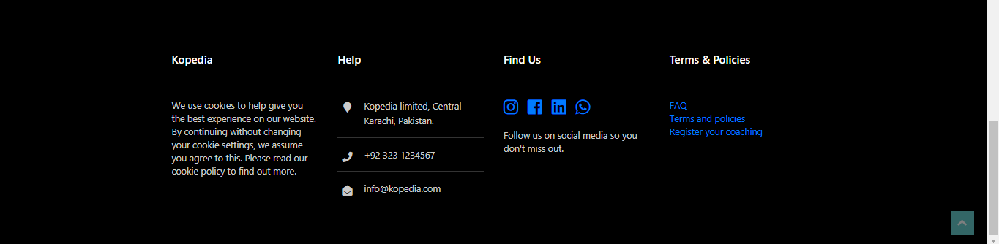 Kopedia
We use cookies to help give you
the best experience on our website.
By continuing without changing
your cookie settings, we assume
you agree to this. Please read our
cookie policy to find out more.
Help
Kopedia limited, Central
Karachi, Pakistan.
+92 323 1234567
info@kopedia.com
Find Us
Follow us on social media so you
don't miss out.
Terms & Policies
FAQ
Terms and policies
Register your coaching